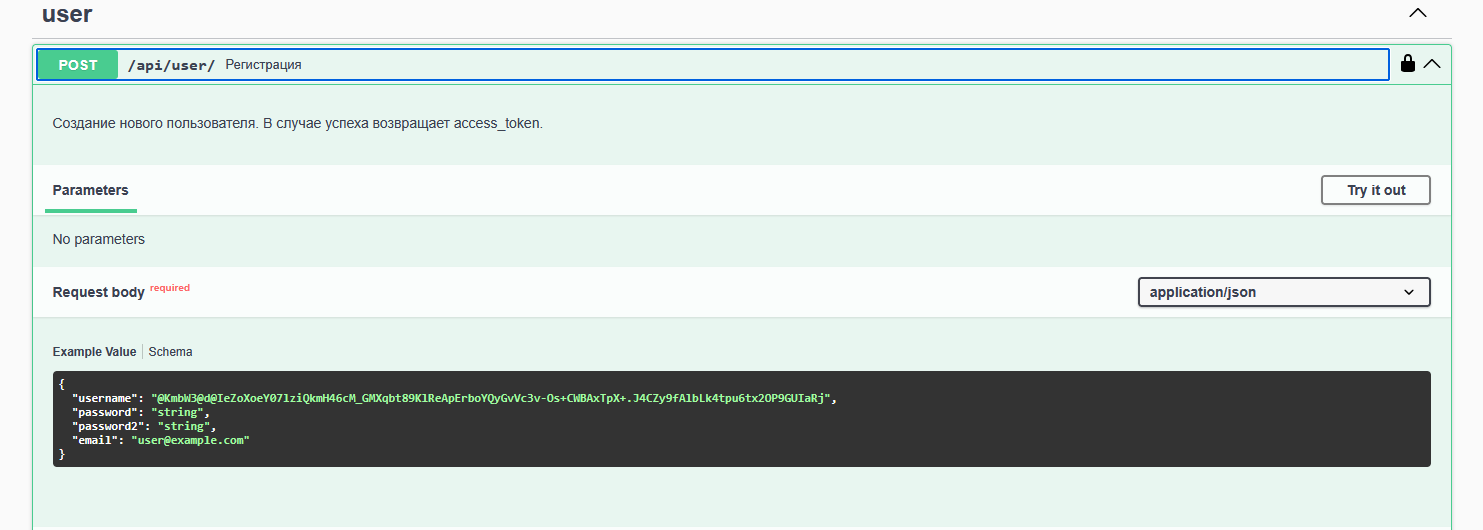 user
POST /api/user/ Регистрация
Создание нового пользователя. В случае успеха возвращает access_token.
Parameters
Try it out
No parameters
Request body required
application/json
Example Value Schema
{
"username": "@KmbW3@d@IeZoXoeY07lziQkmH46cM_GMXqbt89KlReApErboYQyGvVc3v-Os+CWBAxTpX+.J4CZy9fAlbLk4tpu6tx2OP9GUIaRj",
"password": "string",
"password2": "string",
"email": "user@example.com"
}